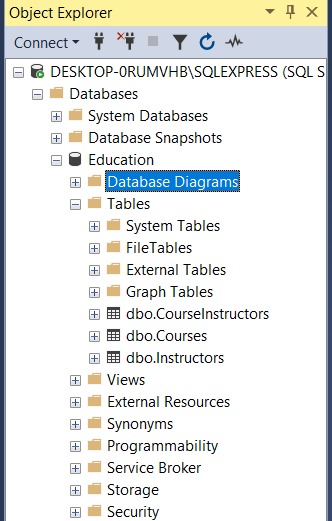 Object Explorer
Connect
DESKTOP-0RUMVHB\SQLEXPRESS (SQL S
Databases
System Databases
Database Snapshots
Education
Database Diagrams
Tables
System Tables
FileTables
External Tables
Graph Tables
dbo.CourseInstructors
dbo.Courses
dbo.Instructors
Views
External Resources
Synonyms
Programmability
Service Broker
Storage
Security